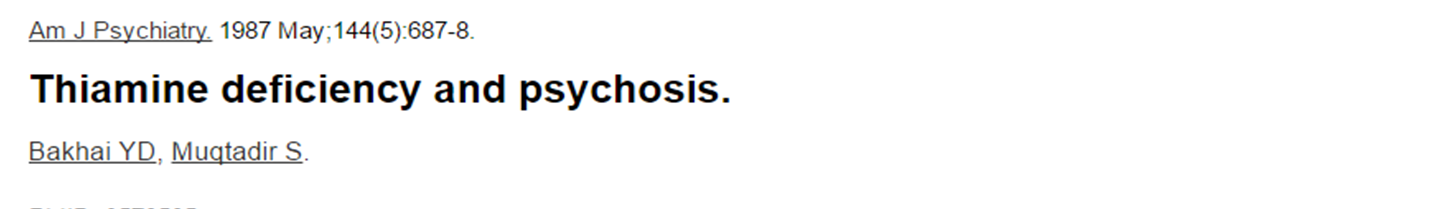 Am J Psychiatry. 1987 May;144(5):687-8.
Thiamine deficiency and psychosis.
Bakhai YD, Muqtadir S.